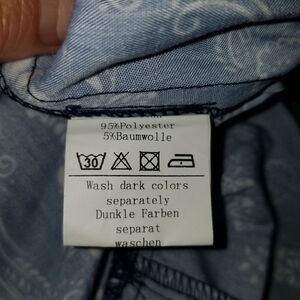 95%Polyester
5%Baumwolle
30
Wash dark colors
separately
Dunkle Farben
separat
waschen